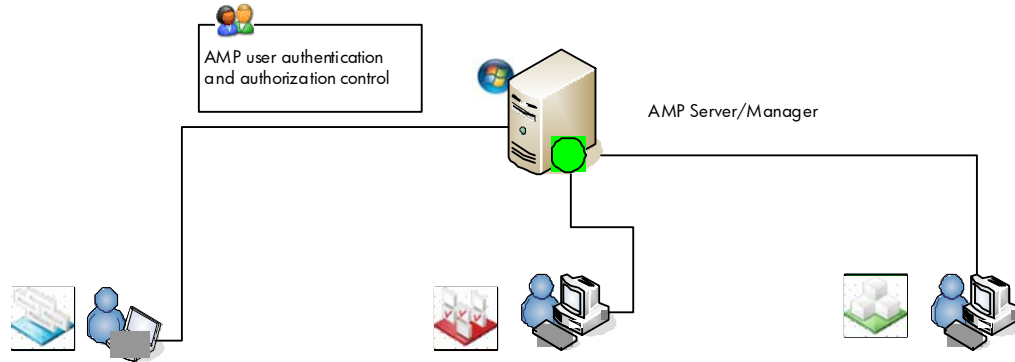 AMP user authentication
and authorization control
AMP Server/Manager